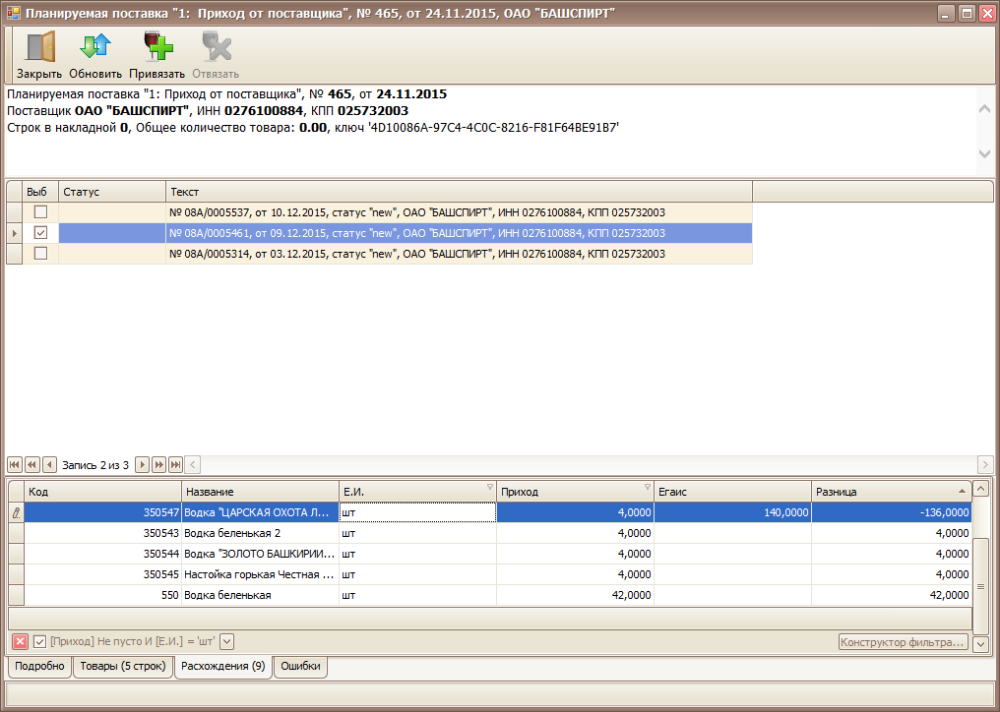 Планируемая поставка "1:  Приход от поставщика", № 465, от 24.11.2015, ОАО "БАШСПИРТ"
Закрыть Обновить Привязать Отвязать
Планируемая поставка "1: Приход от поставщика", № 465, от 24.11.2015
Поставщик ОАО "БАШСПИРТ", ИНН 0276100884, КПП 025732003
Строк в накладной 0, Общее количество товара: 0.00, ключ '4D10086A-97C4-4C0C-8216-F81F64BE91B7'
Выб Статус Текст
№ 08А/0005537, от 10.12.2015, статус "new", ОАО "БАШСПИРТ", ИНН 0276100884, КПП 025732003
№ 08А/0005461, от 09.12.2015, статус "new", ОАО "БАШСПИРТ", ИНН 0276100884, КПП 025732003
№ 08А/0005314, от 03.12.2015, статус "new", ОАО "БАШСПИРТ", ИНН 0276100884, КПП 025732003
Запись 2 из 3
Код Название Е.И. Приход Егаис Разница
350547 Водка "ЦАРСКАЯ ОХОТА Л... шт 4,0000 140,0000 -136,0000
350543 Водка беленькая 2 шт 4,0000 4,0000
350544 Водка "ЗОЛОТО БАШКИРИИ... шт 4,0000 4,0000
350545 Настойка горькая Честная ... шт 4,0000 4,0000
550 Водка беленькая шт 42,0000 42,0000
[Приход] Не пусто И [Е.И.] = 'шт' Конструктор фильтра...
Подробно Товары (5 строк) Расхождения (9) Ошибки